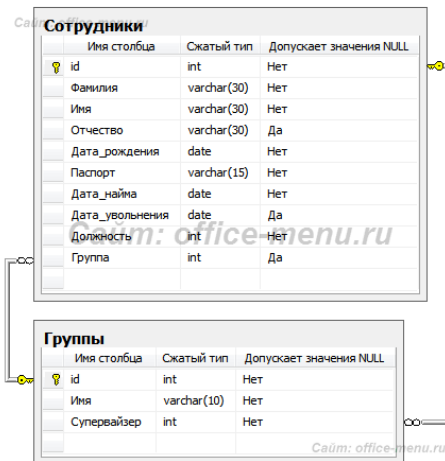 Сайт: office-menu.ru
Сотрудники
Имя столбца Сжатый тип Допускает значения NULL
id int Нет
Фамилия varchar(30) Нет
Имя varchar(30) Нет
Отчество varchar(30) Да
Дата_рождения date Нет
Паспорт varchar(15) Нет
Дата_найма date Нет
Дата_увольнения date Да
Должность int Нет
Сайт: office-menu.ru
Группа int Да
Группы
Имя столбца Сжатый тип Допускает значения NULL
id int Нет
Имя varchar(10) Нет
Супервайзер int Нет
Сайт: office-menu.ru